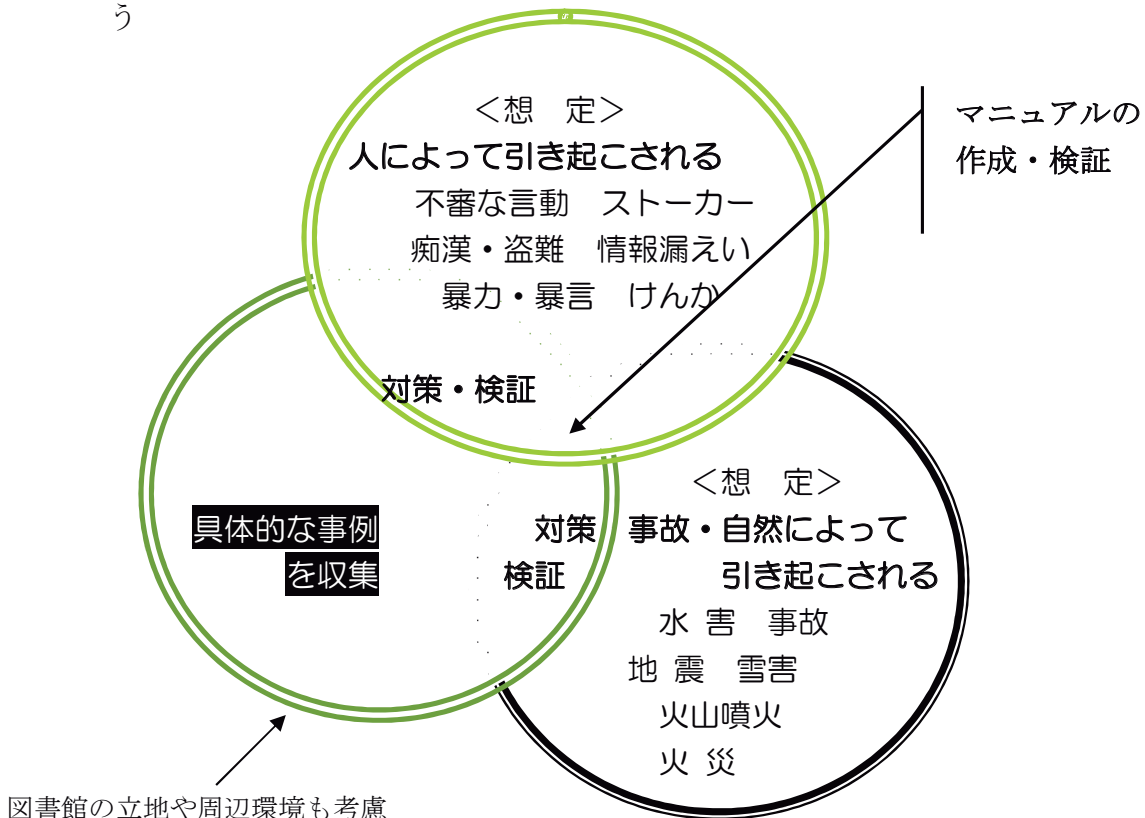 う
＜想　定＞
人によって引き起こされる
不審な言動　ストーカー
痴漢・盗難　情報漏えい
暴力・暴言　けんか
マニュアルの
作成・検証
対策・検証
具体的な事例
を収集
対策
検証
＜想　定＞
事故・自然によって
引き起こされる
水 害　事故
地 震　雪害
火山噴火
火 災
図書館の立地や周辺環境も考慮